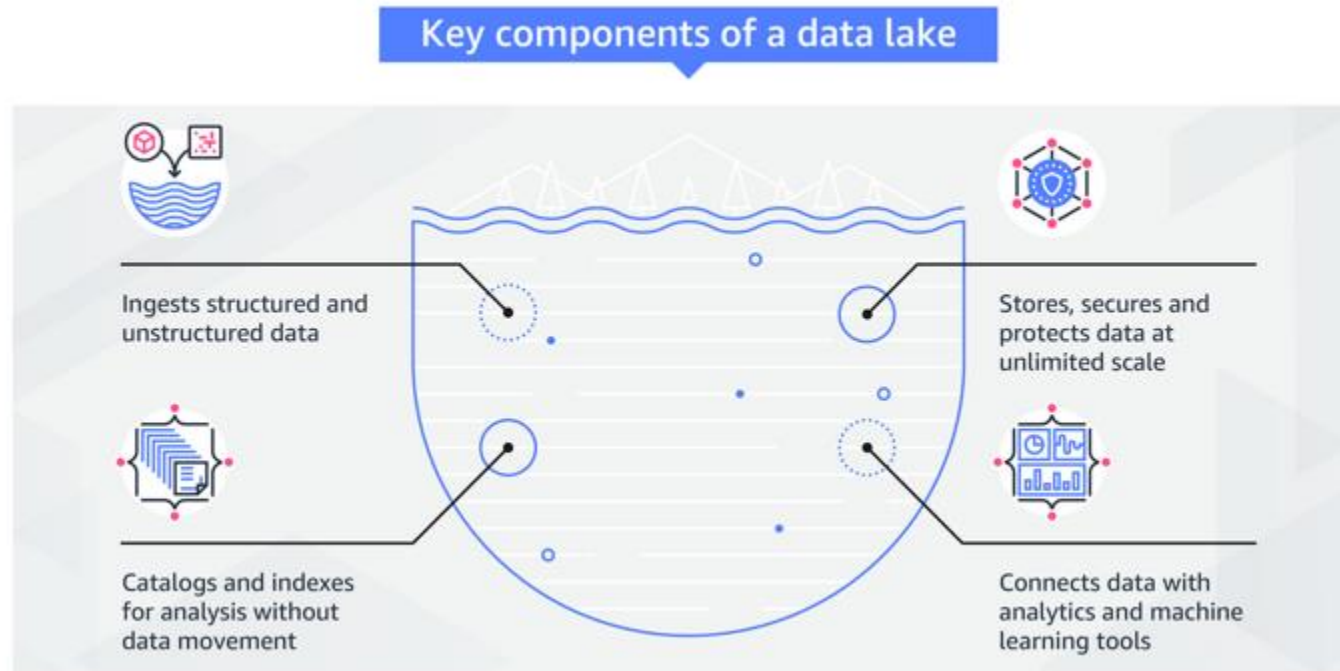 Key components of a data lake
Ingests structured and
unstructured data
Stores, secures and
protects data at
unlimited scale
Catalogs and indexes
for analysis without
data movement
Connects data with
analytics and machine
learning tools